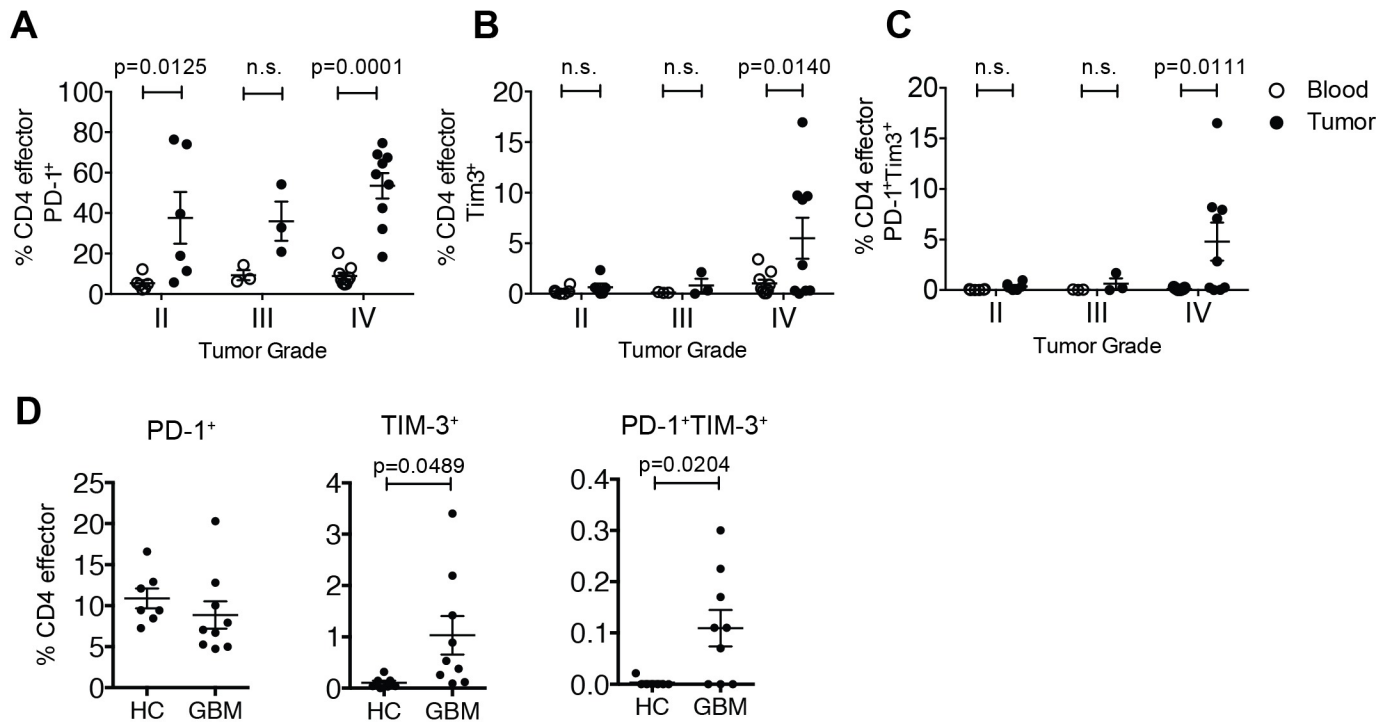 A
p=0.0125 n.s. p=0.0001
100
80
60
40
20
0
% CD4 effector
PD-1⁺
II III IV
Tumor Grade
B
n.s. n.s. p=0.0140
20
15
10
5
0
% CD4 effector
Tim3⁺
II III IV
Tumor Grade
C
n.s. n.s. p=0.0111
20
15
10
5
0
% CD4 effector
PD-1⁺Tim3⁺
II III IV
Tumor Grade
Blood
Tumor
D
PD-1⁺
25
20
15
10
5
0
% CD4 effector
HC GBM
TIM-3⁺
p=0.0489
4
3
2
1
0
HC GBM
PD-1⁺TIM-3⁺
p=0.0204
0.4
0.3
0.2
0.1
0.0
HC GBM